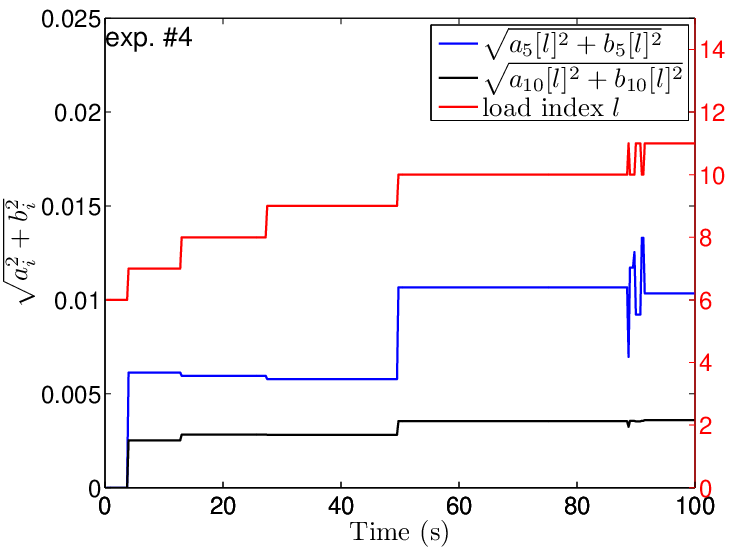 exp. #4
√(a₅[l]² + b₅[l]²)
√(a₁₀[l]² + b₁₀[l]²)
load index l
√(aᵢ² + bᵢ²)
0.025
0.02
0.015
0.01
0.005
0
14
12
10
8
6
4
2
0
0 20 40 60 80 100
Time (s)